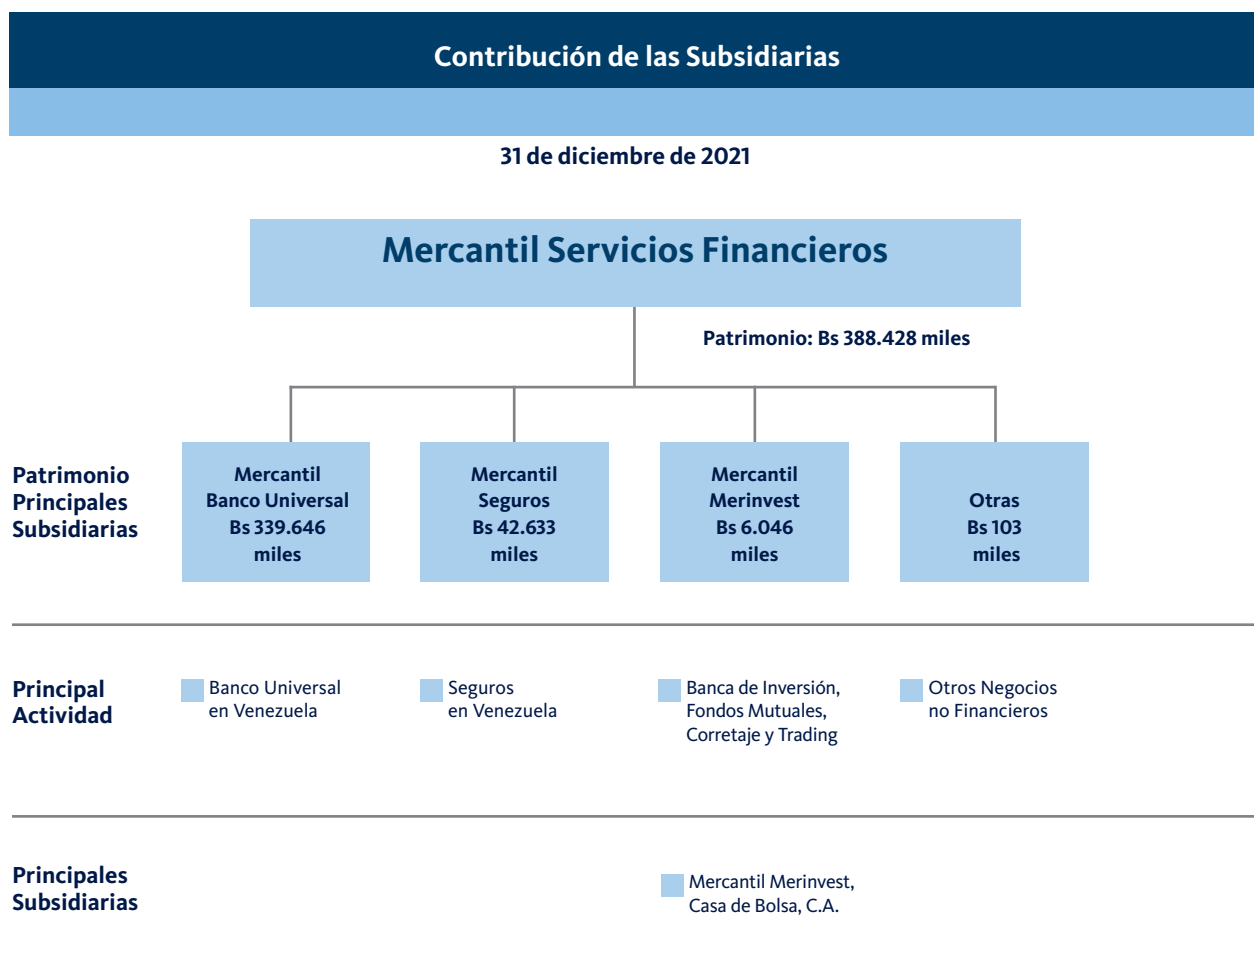 Contribución de las Subsidiarias
31 de diciembre de 2021
Mercantil Servicios Financieros
Patrimonio: Bs 388.428 miles
Patrimonio
Principales
Subsidiarias
Mercantil
Banco Universal
Bs 339.646
miles
Mercantil
Seguros
Bs 42.633
miles
Mercantil
Merinvest
Bs 6.046
miles
Otras
Bs 103
miles
Principal
Actividad
Banco Universal
en Venezuela
Seguros
en Venezuela
Banca de Inversión,
Fondos Mutuales,
Corretaje y Trading
Otros Negocios
no Financieros
Principales
Subsidiarias
Mercantil Merinvest,
Casa de Bolsa, C.A.